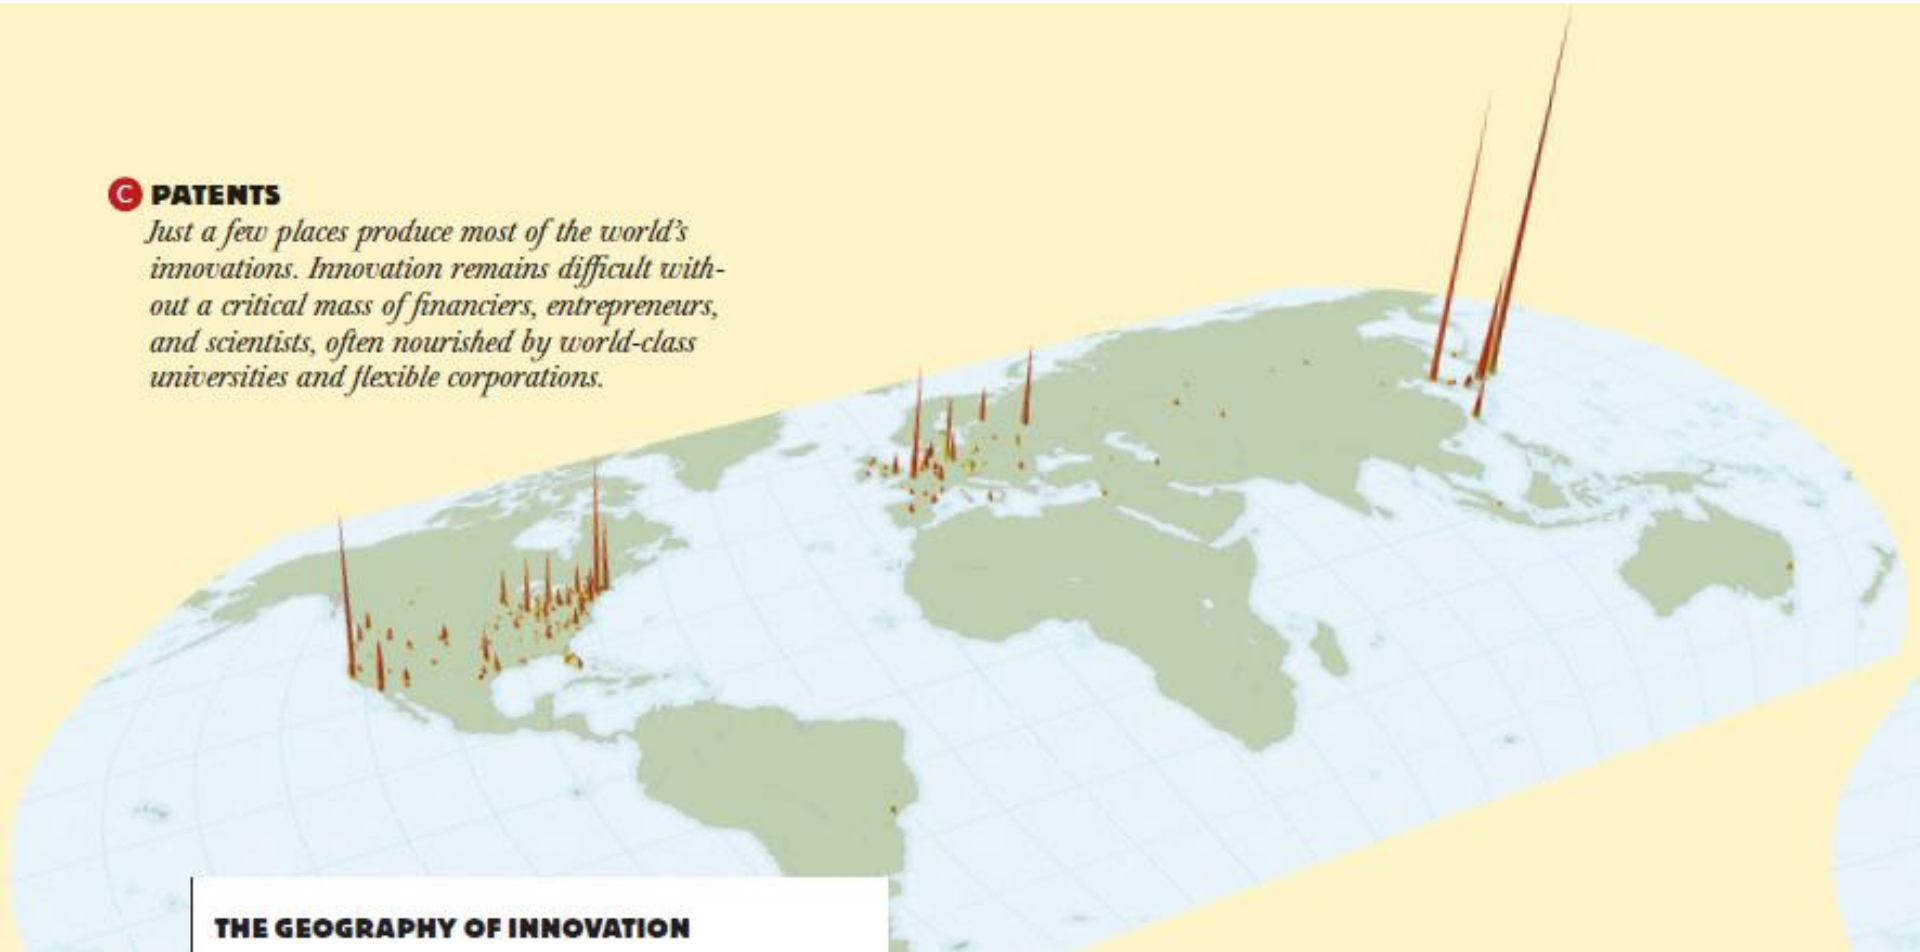 C PATENTS
Just a few places produce most of the world's
innovations. Innovation remains difficult with-
out a critical mass of financiers, entrepreneurs,
and scientists, often nourished by world-class
universities and flexible corporations.
THE GEOGRAPHY OF INNOVATION